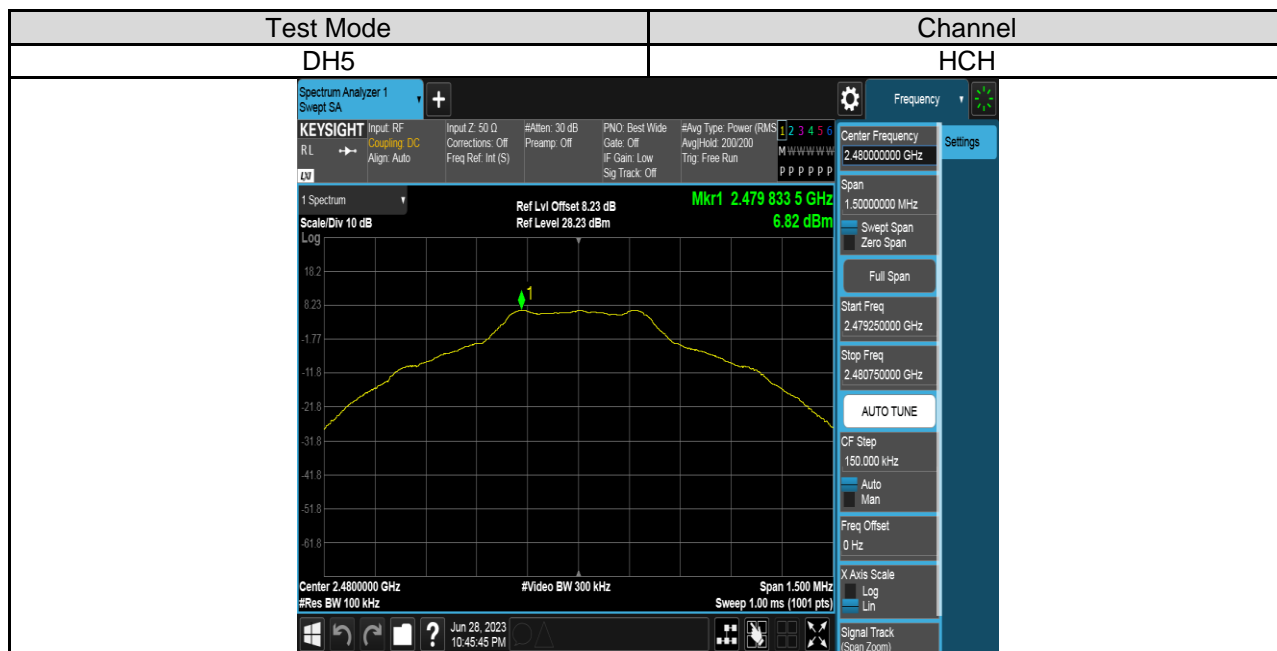 Test Mode Channel
DH5 HCH
Spectrum Analyzer 1
Swept SA
Frequency
KEYSIGHT
RL
LXI
Input: RF
Coupling: DC
Align: Auto
Input Z: 50 Ω
Corrections: Off
Freq Ref: Int (S)
#Atten: 30 dB
Preamp: Off
PNO: Best Wide
Gate: Off
IF Gain: Low
Sig Track: Off
#Avg Type: Power (RMS
Avg|Hold: 200/200
Trig: Free Run
1 2 3 4 5 6
M W W W W W
P P P P P P
1 Spectrum
Scale/Div 10 dB
Log
Ref Lvl Offset 8.23 dB
Ref Level 28.23 dBm
Mkr1 2.479 833 5 GHz
6.82 dBm
1
18.2
8.23
-1.77
-11.8
-21.8
-31.8
-41.8
-51.8
-61.8
Center 2.4800000 GHz
#Res BW 100 kHz
#Video BW 300 kHz
Span 1.500 MHz
Sweep 1.00 ms (1001 pts)
Center Frequency
2.480000000 GHz
Settings
Span
1.50000000 MHz
Swept Span
Zero Span
Full Span
Start Freq
2.479250000 GHz
Stop Freq
2.480750000 GHz
AUTO TUNE
CF Step
150.000 kHz
Auto
Man
Freq Offset
0 Hz
X Axis Scale
Log
Lin
Signal Track
(Span Zoom)
?
Jun 28, 2023
10:45:45 PM